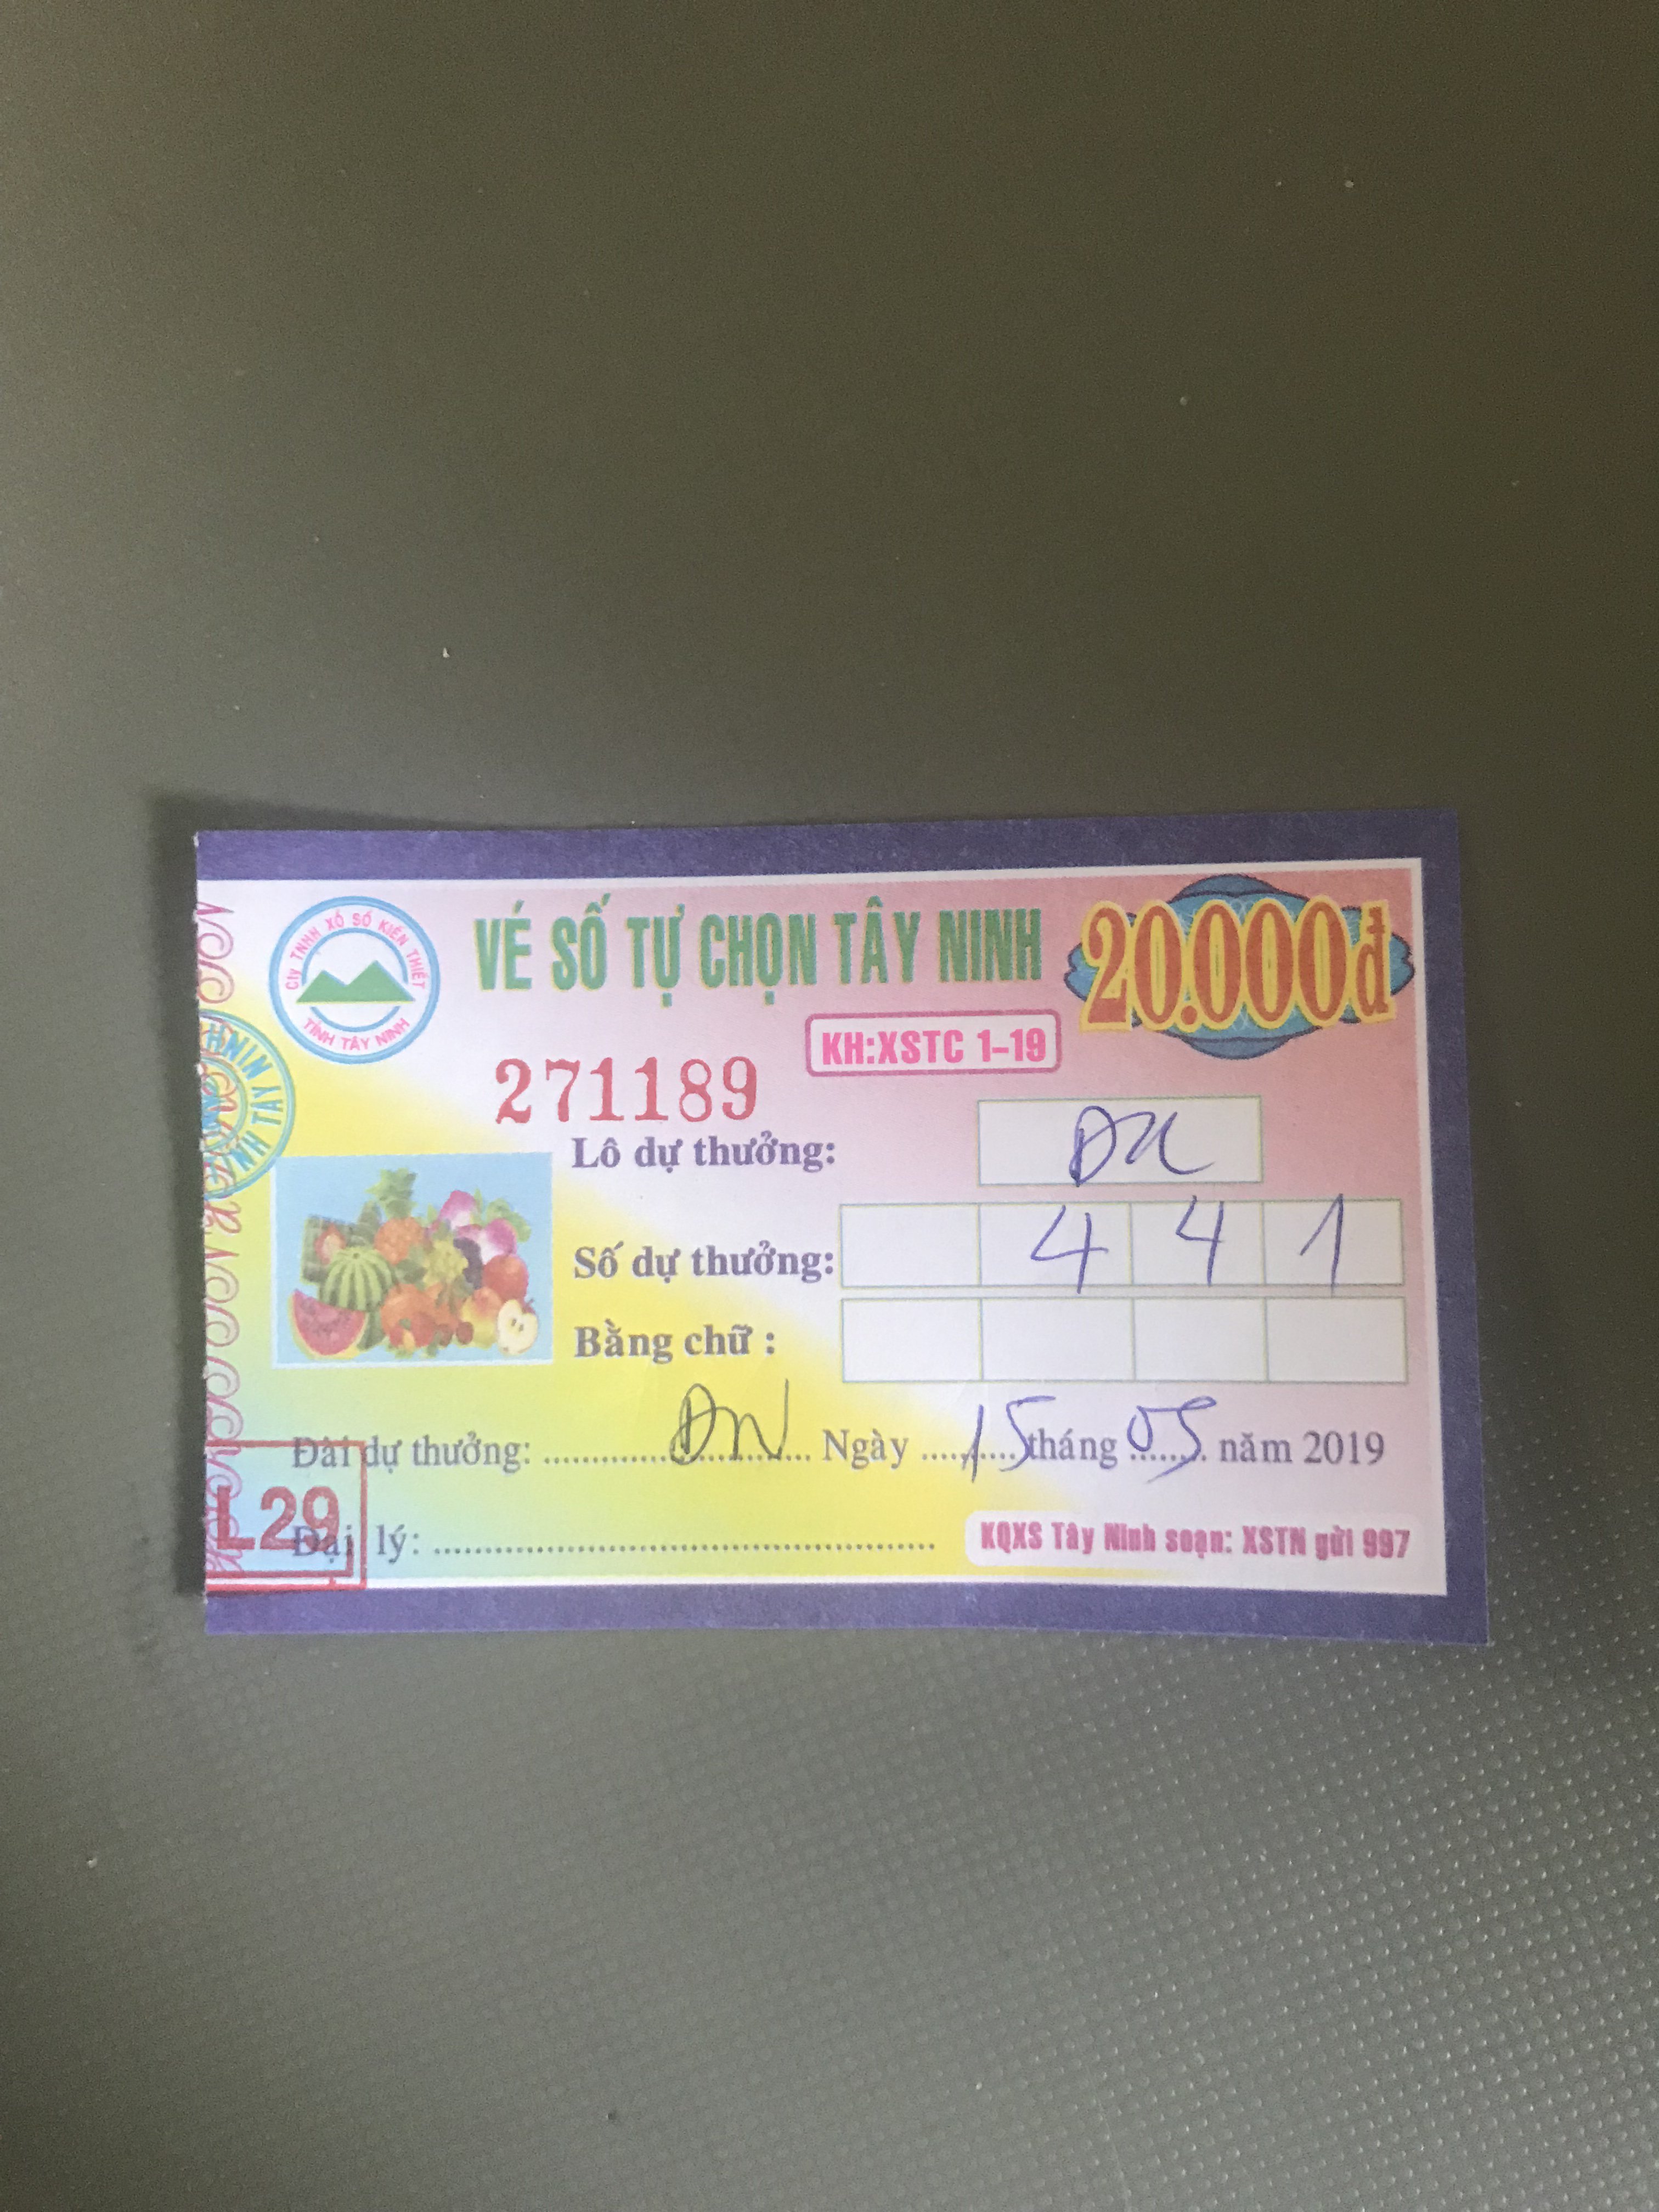 Cty TNHH XỔ SỐ KIẾN THIẾT
TỈNH TÂY NINH
VÉ SỐ TỰ CHỌN TÂY NINH
20.000đ
KH:XSTC 1-19
271189
Lô dự thưởng:
Số dự thưởng: 4 4 1
Bằng chữ :
Đài dự thưởng: ........ĐN........ Ngày .....15 tháng 05 năm 2019
L29
Đại lý: ........................................
KQXS Tây Ninh soạn: XSTN gửi 997